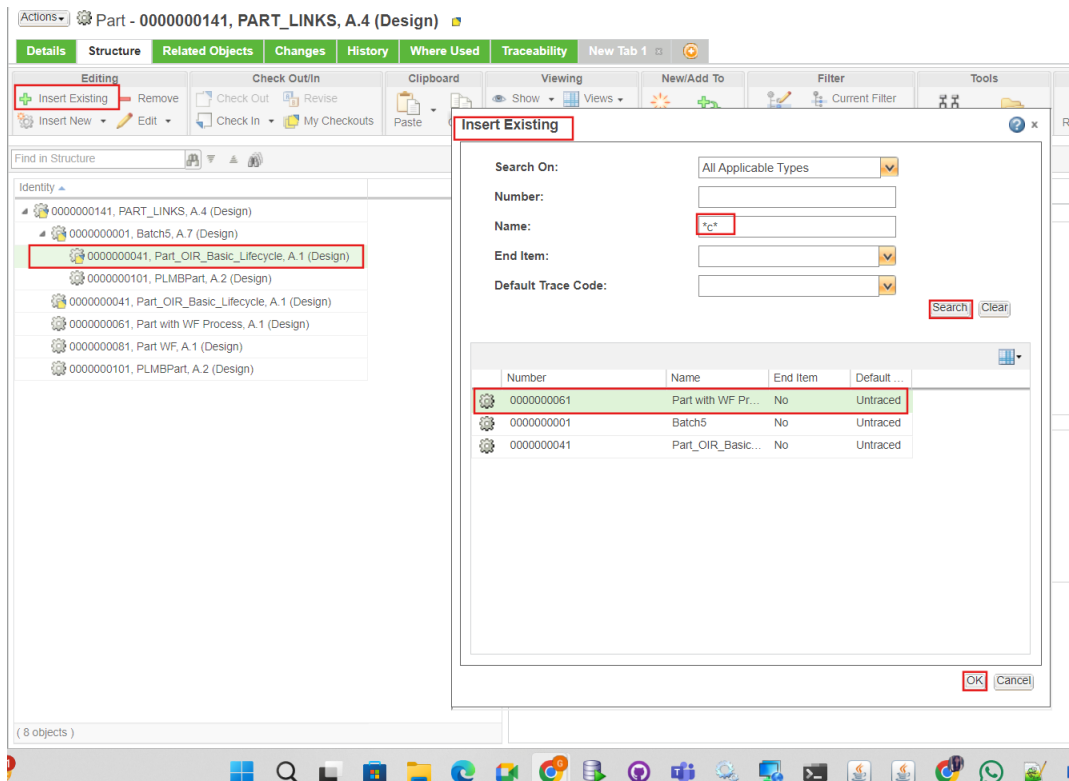 Actions Part - 0000000141, PART_LINKS, A.4 (Design)
Details Structure Related Objects Changes History Where Used Traceability New Tab 1
Editing Check Out/In Clipboard Viewing New/Add To Filter Tools
Insert Existing Remove Check Out Revise Show Views Current Filter
Insert New Edit Check In My Checkouts Paste
Insert Existing
Find in Structure
Identity
0000000141, PART_LINKS, A.4 (Design)
0000000001, Batch5, A.7 (Design)
0000000041, Part_OIR_Basic_Lifecycle, A.1 (Design)
0000000101, PLMBPart, A.2 (Design)
0000000041, Part_OIR_Basic_Lifecycle, A.1 (Design)
0000000061, Part with WF Process, A.1 (Design)
0000000081, Part WF, A.1 (Design)
0000000101, PLMBPart, A.2 (Design)
( 8 objects )
Search On: All Applicable Types
Number:
Name: *c*
End Item:
Default Trace Code:
Search Clear
Number Name End Item Default ...
0000000061 Part with WF Pr... No Untraced
0000000001 Batch5 No Untraced
0000000041 Part_OIR_Basic... No Untraced
OK Cancel